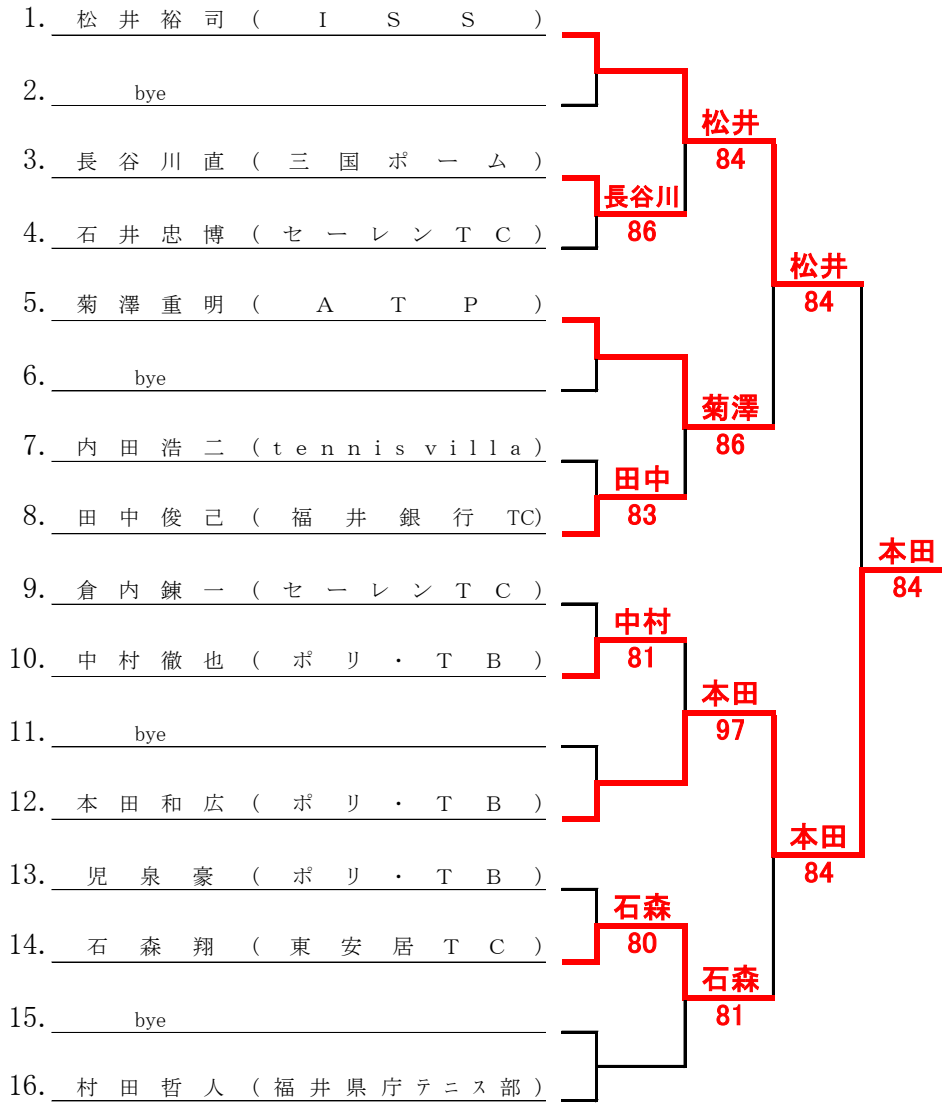 1. 松井裕司(ISS)
2. bye
3. 長谷川直(三国ポーム)
4. 石井忠博(セーレンTC)
5. 菊澤重明(ATP)
6. bye
7. 内田浩二(tennisvilla)
8. 田中俊己(福井銀行TC)
9. 倉内錬一(セーレンTC)
10. 中村徹也(ポリ・TB)
11. bye
12. 本田和広(ポリ・TB)
13. 児泉豪(ポリ・TB)
14. 石森翔(東安居TC)
15. bye
16. 村田哲人(福井県庁テニス部)
長谷川
86
田中
83
中村
81
石森
80
松井
84
菊澤
86
本田
97
石森
81
松井
84
本田
84
本田
84